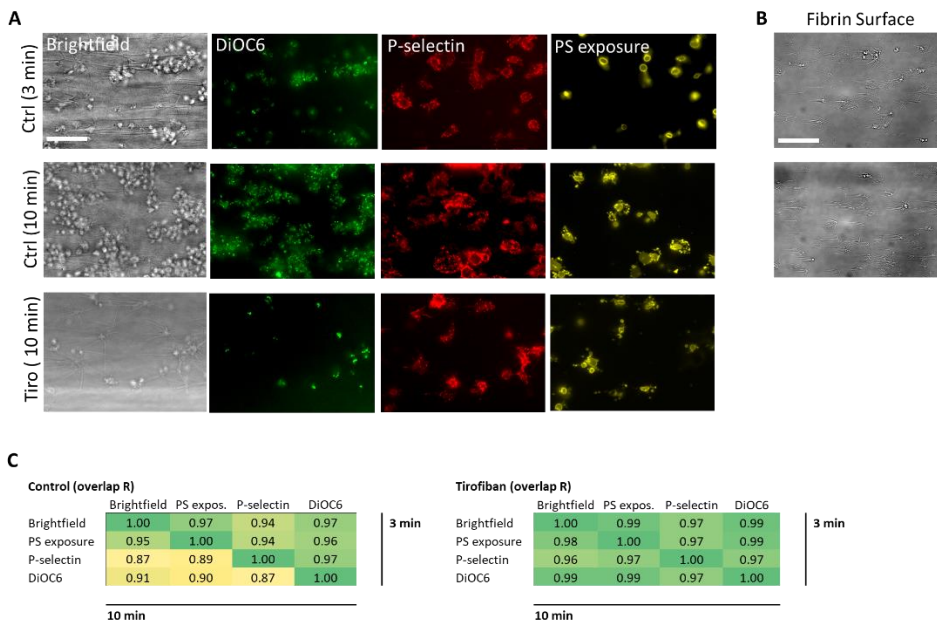 A
B
Fibrin Surface
Brightfield
DiOC6
P-selectin
PS exposure
Ctrl (3 min)
Ctrl (10 min)
Tiro ( 10 min)
C
Control (overlap R)
Brightfield PS expos. P-selectin DiOC6
Brightfield 1.00 0.97 0.94 0.97
PS exposure 0.95 1.00 0.94 0.96
P-selectin 0.87 0.89 1.00 0.97
DiOC6 0.91 0.90 0.87 1.00
3 min
10 min
Tirofiban (overlap R)
Brightfield PS expos. P-selectin DiOC6
Brightfield 1.00 0.99 0.97 0.99
PS exposure 0.98 1.00 0.97 0.99
P-selectin 0.96 0.97 1.00 0.97
DiOC6 0.99 0.99 0.97 1.00
3 min
10 min